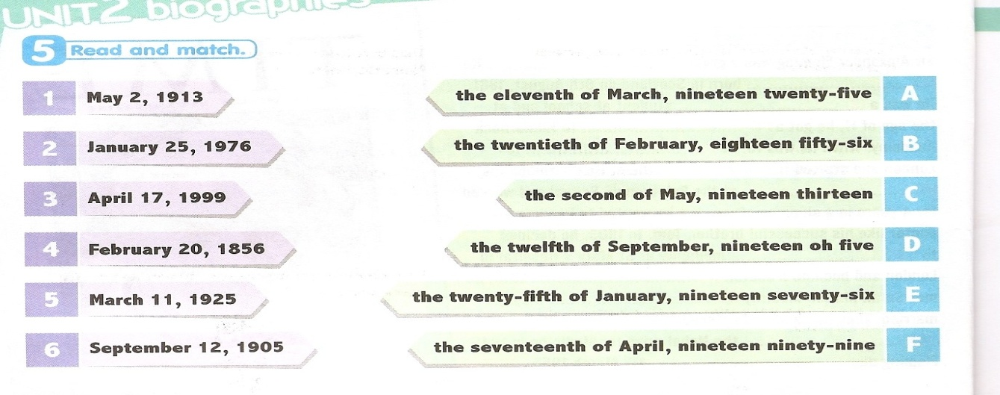 UNIT 2 biographies
5 Read and match.
1 May 2, 1913
the eleventh of March, nineteen twenty-five A
2 January 25, 1976
the twentieth of February, eighteen fifty-six B
3 April 17, 1999
the second of May, nineteen thirteen C
4 February 20, 1856
the twelfth of September, nineteen oh five D
5 March 11, 1925
the twenty-fifth of January, nineteen seventy-six E
6 September 12, 1905
the seventeenth of April, nineteen ninety-nine F